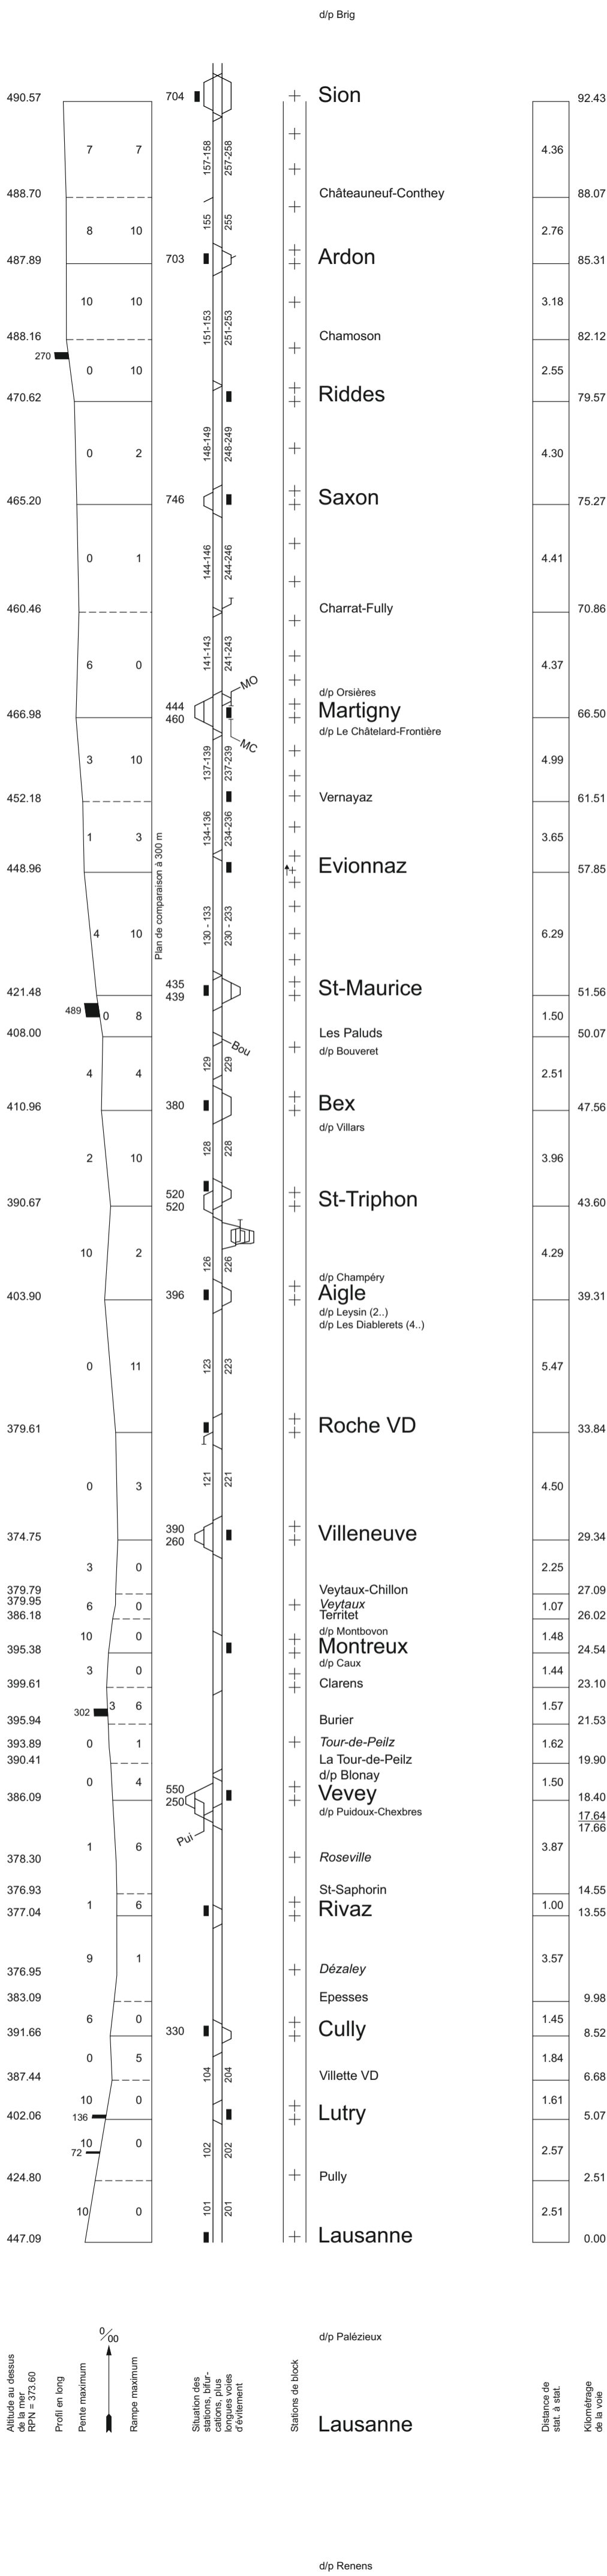 d/p Brig
490.57 704 Sion 92.43
7 7 157-158 257-258 4.36
488.70 Châteauneuf-Conthey 88.07
8 10 155 255 2.76
487.89 703 Ardon 85.31
10 10 151-153 251-253 3.18
488.16 Chamoson 82.12
270
0 10 2.55
470.62 Riddes 79.57
0 2 148-149 248-249 4.30
465.20 746 Saxon 75.27
0 1 144-146 244-246 4.41
460.46 Charrat-Fully 70.86
6 0 141-143 241-243 4.37
MO
d/p Orsières
444
466.98 460 Martigny 66.50
d/p Le Châtelard-Frontière
MC
3 10 137-139 237-239 4.99
452.18 Vernayaz 61.51
1 3 134-136 234-236 3.65
Plan de comparaison à 300 m
448.96 Evionnaz 57.85
4 10 130 - 133 230 - 233 6.29
435
421.48 439 St-Maurice 51.56
489 0 8 1.50
408.00 Les Paluds 50.07
Bou d/p Bouveret
4 4 129 229 2.51
410.96 380 Bex 47.56
d/p Villars
2 10 128 228 3.96
520
390.67 520 St-Triphon 43.60
10 2 126 226 4.29
d/p Champéry
403.90 396 Aigle 39.31
d/p Leysin (2..)
d/p Les Diablerets (4..)
0 11 123 223 5.47
379.61 Roche VD 33.84
0 3 121 221 4.50
390
374.75 260 Villeneuve 29.34
3 0 2.25
379.79 Veytaux-Chillon 27.09
379.95 Veytaux
6 0 1.07
386.18 Territet 26.02
d/p Montbovon
10 0 1.48
395.38 Montreux 24.54
d/p Caux
3 0 1.44
399.61 Clarens 23.10
302 3 6 1.57
395.94 Burier 21.53
393.89 0 1 Tour-de-Peilz 1.62
390.41 La Tour-de-Peilz 19.90
d/p Blonay
0 4 1.50
550
386.09 250 Vevey 18.40
d/p Puidoux-Chexbres
17.64
17.66
Pui
1 6 3.87
378.30 Roseville
376.93 St-Saphorin 14.55
1 6 1.00
377.04 Rivaz 13.55
9 1 3.57
376.95 Dézaley
383.09 Epesses 9.98
6 0 1.45
391.66 330 Cully 8.52
0 5 1.84
387.44 104 204 Villette VD 6.68
10 0 1.61
402.06 136 Lutry 5.07
10 0 102 202 2.57
72
424.80 Pully 2.51
10 0 101 201 2.51
447.09 Lausanne 0.00
0/00
d/p Palézieux
Altitude au dessus
de la mer
RPN = 373.60
Profil en long
Pente maximum
Rampe maximum
Situation des
stations, bifur-
cations, plus
longues voies
d'évitement
Stations de block
Lausanne
Distance de
stat. à stat.
Kilométrage
de la voie
d/p Renens